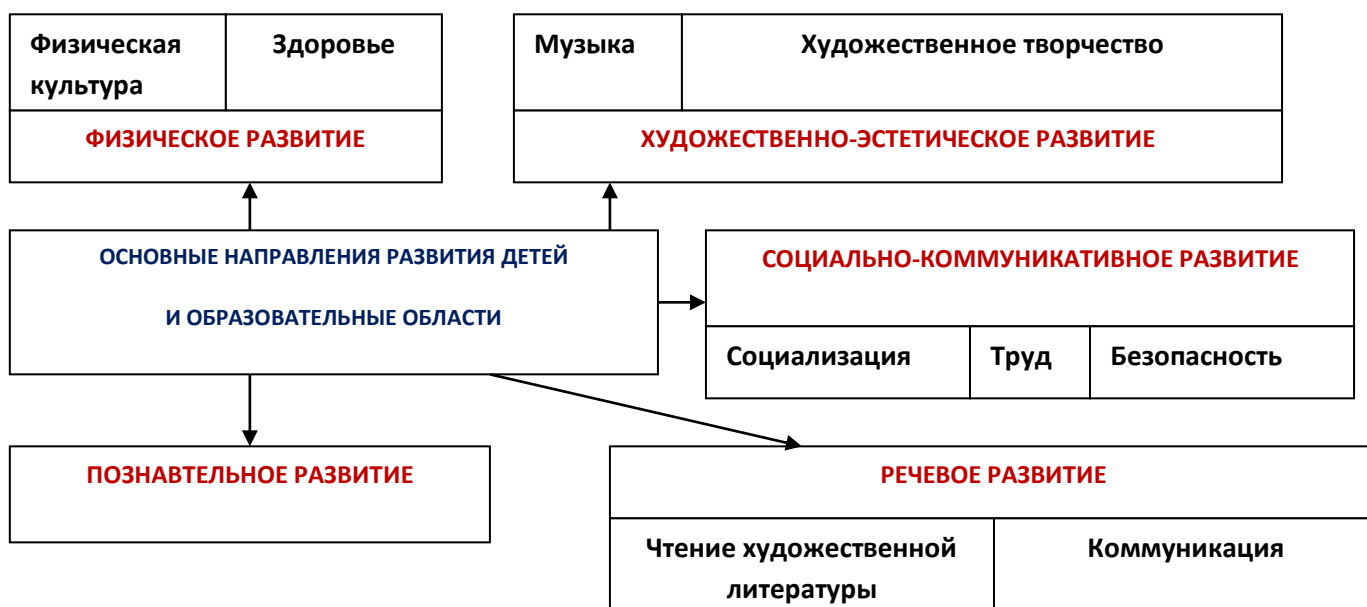 Физическая
культура
Здоровье
ФИЗИЧЕСКОЕ РАЗВИТИЕ
Музыка
Художественное творчество
ХУДОЖЕСТВЕННО-ЭСТЕТИЧЕСКОЕ РАЗВИТИЕ
ОСНОВНЫЕ НАПРАВЛЕНИЯ РАЗВИТИЯ ДЕТЕЙ
И ОБРАЗОВАТЕЛЬНЫЕ ОБЛАСТИ
СОЦИАЛЬНО-КОММУНИКАТИВНОЕ РАЗВИТИЕ
Социализация
Труд
Безопасность
ПОЗНАВТЕЛЬНОЕ РАЗВИТИЕ
РЕЧЕВОЕ РАЗВИТИЕ
Чтение художественной
литературы
Коммуникация